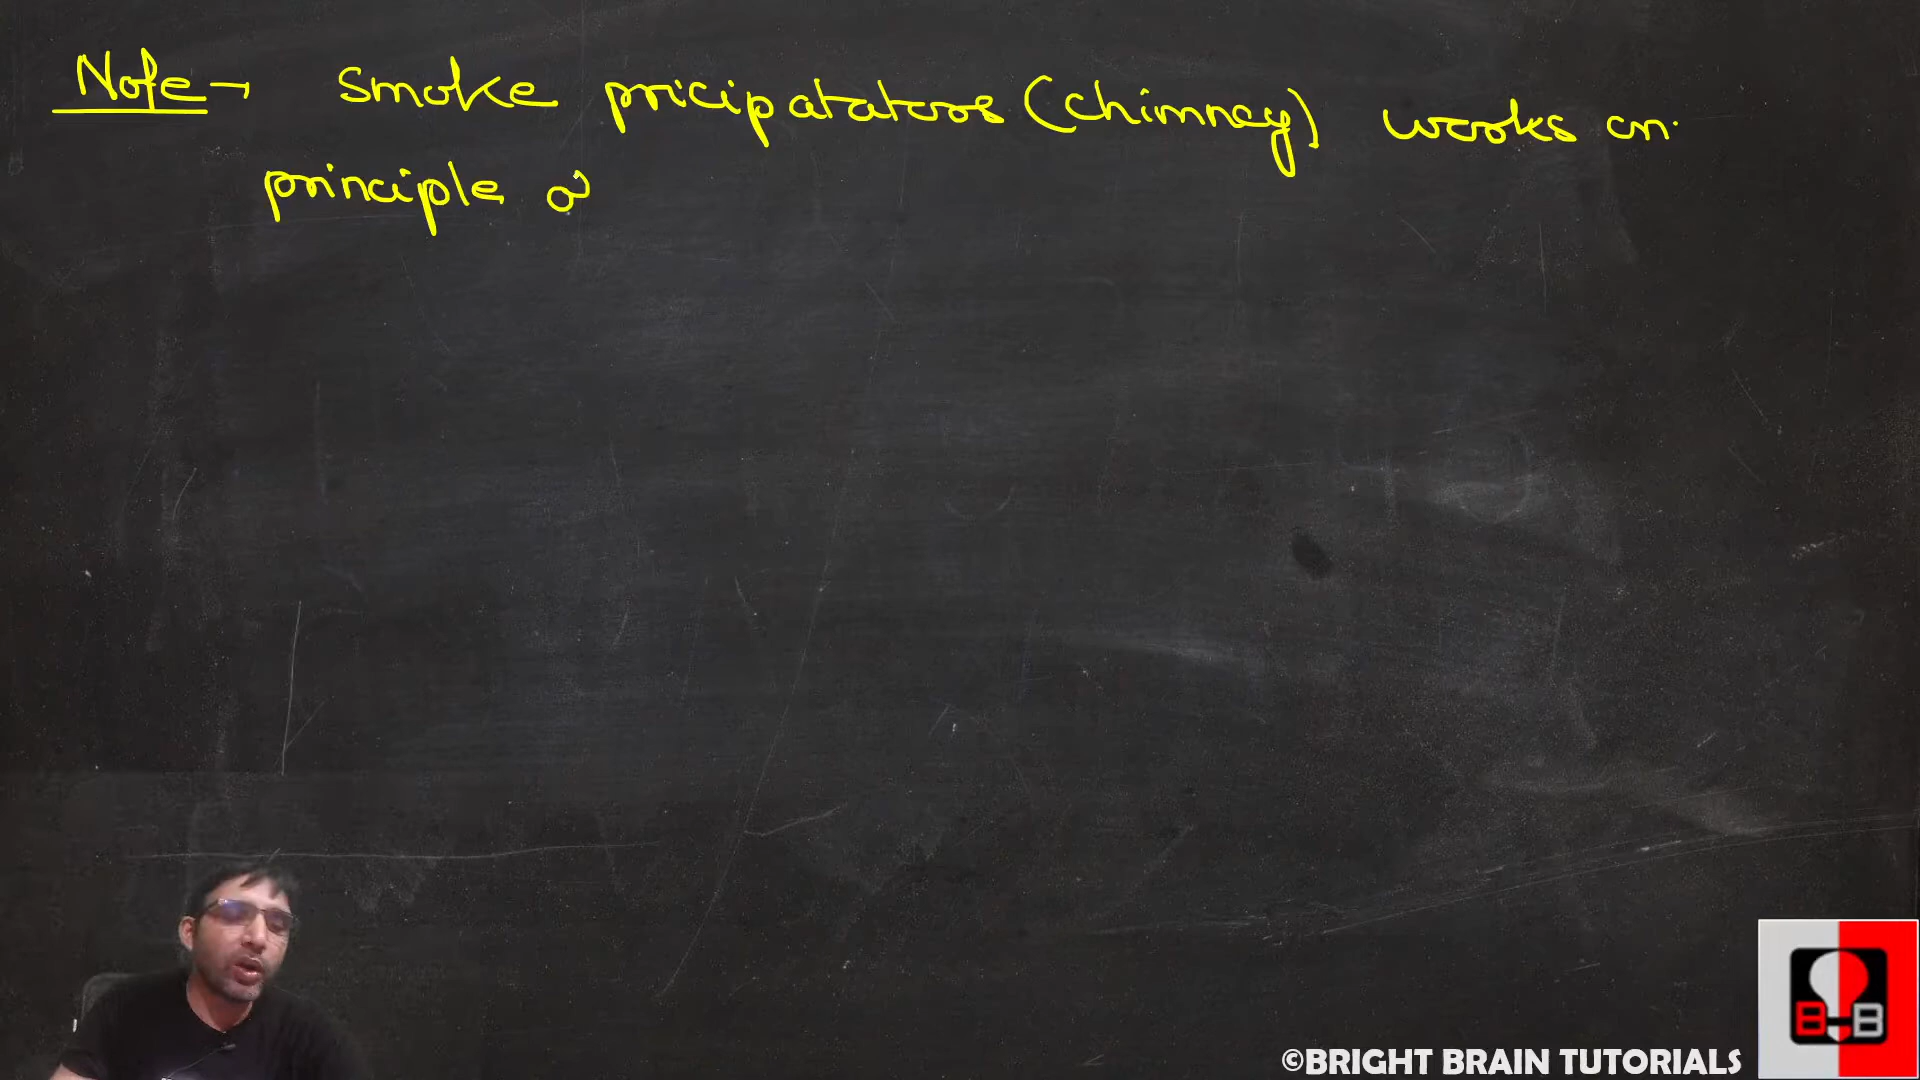 Note→ smoke pricipatators (chimney) works on
principle o
B B
©BRIGHT BRAIN TUTORIALS